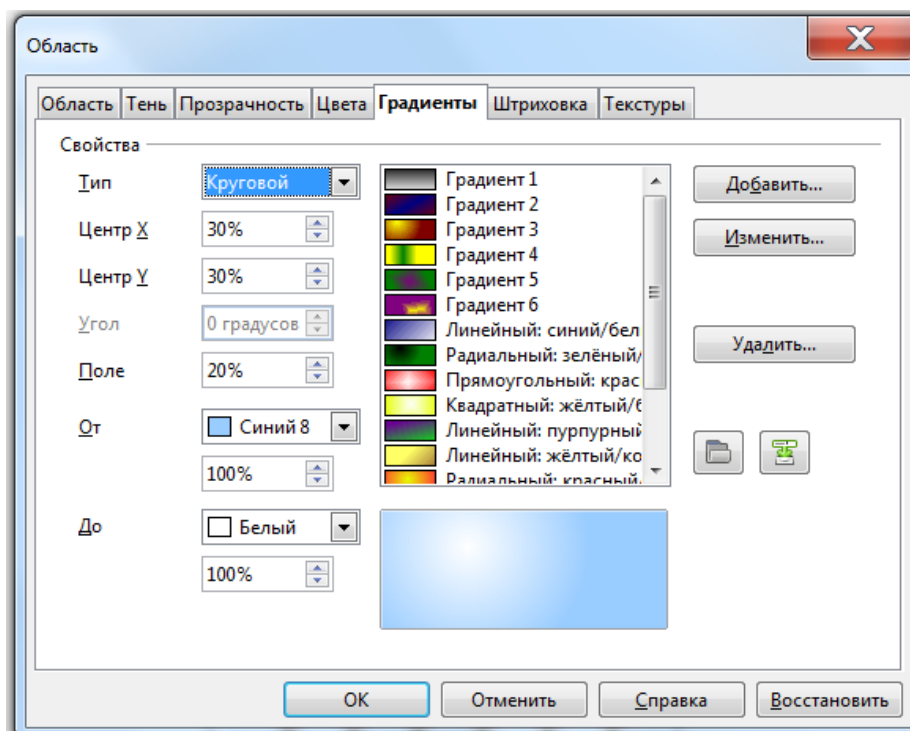 Область
Область Тень Прозрачность Цвета Градиенты Штриховка Текстуры
Свойства
Тип
Круговой
Центр X
30%
Центр Y
30%
Угол
0 градусов
Поле
20%
От
Синий 8
100%
До
Белый
100%
Градиент 1
Градиент 2
Градиент 3
Градиент 4
Градиент 5
Градиент 6
Линейный: синий/бел
Радиальный: зелёный/
Прямоугольный: крас
Квадратный: жёлтый/б
Линейный: пурпурный
Линейный: жёлтый/ко
Радиальный: красный/
Добавить...
Изменить...
Удалить...
OK
Отменить
Справка
Восстановить